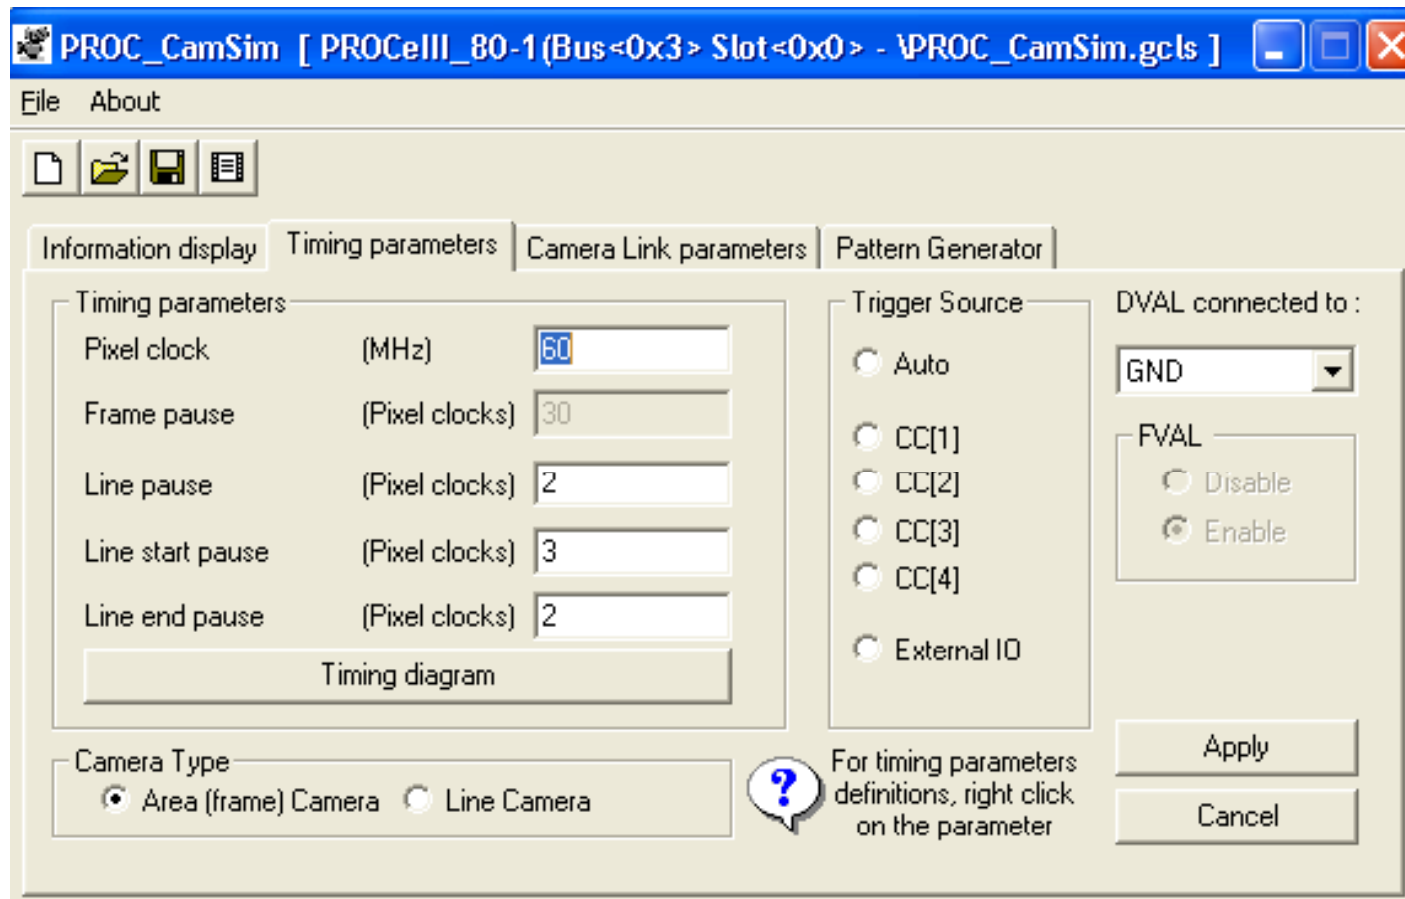 PROC_CamSim [ PROCeIII_80-1(Bus<0x3> Slot<0x0> - \PROC_CamSim.gcls ]
File About
Information display Timing parameters Camera Link parameters Pattern Generator
Timing parameters
Pixel clock (MHz) 60
Frame pause (Pixel clocks) 30
Line pause (Pixel clocks) 2
Line start pause (Pixel clocks) 3
Line end pause (Pixel clocks) 2
Timing diagram
Trigger Source
Auto
CC[1]
CC[2]
CC[3]
CC[4]
External IO
DVAL connected to :
GND
FVAL
Disable
Enable
Camera Type
Area (frame) Camera Line Camera
?
For timing parameters
definitions, right click
on the parameter
Apply
Cancel